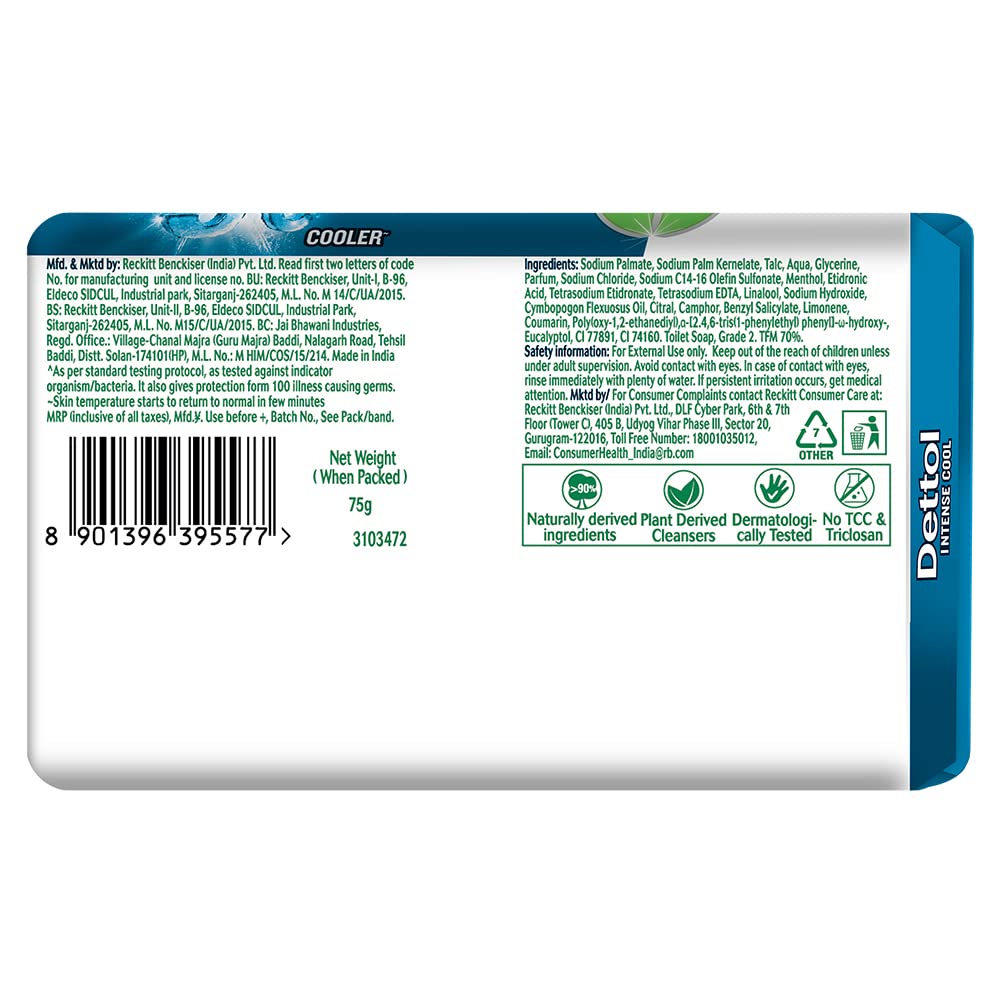 COOLER~
Mfd. & Mktd by: Reckitt Benckiser (India) Pvt. Ltd. Read first two letters of code
No. for manufacturing unit and license no. BU: Reckitt Benckiser, Unit-I, B-96,
Eldeco SIDCUL, Industrial park, Sitarganj-262405, M.L. No. M 14/C/UA/2015.
BS: Reckitt Benckiser, Unit-II, B-96, Eldeco SIDCUL, Industrial Park,
Sitarganj-262405, M.L. No. M15/C/UA/2015. BC: Jai Bhawani Industries,
Regd. Office.: Village-Chanal Majra (Guru Majra) Baddi, Nalagarh Road, Tehsil
Baddi, Distt. Solan-174101(HP), M.L. No.: M HIM/COS/15/214. Made in India
^As per standard testing protocol, as tested against indicator
organism/bacteria. It also gives protection form 100 illness causing germs.
~Skin temperature starts to return to normal in few minutes
MRP (inclusive of all taxes), Mfd.¥. Use before +, Batch No., See Pack/band.
8 901396 395577 >
Net Weight
(When Packed)
75g
3103472
Ingredients: Sodium Palmate, Sodium Palm Kernelate, Talc, Aqua, Glycerine,
Parfum, Sodium Chloride, Sodium C14-16 Olefin Sulfonate, Menthol, Etidronic
Acid, Tetrasodium Etidronate, Tetrasodium EDTA, Linalool, Sodium Hydroxide,
Cymbopogon Flexuosus Oil, Citral, Camphor, Benzyl Salicylate, Limonene,
Coumarin, Poly(oxy-1,2-ethanediyl),α-[2,4,6-tris(1-phenylethyl) phenyl]-ω-hydroxy-,
Eucalyptol, CI 77891, CI 74160. Toilet Soap, Grade 2. TFM 70%.
Safety information: For External Use only. Keep out of the reach of children unless
under adult supervision. Avoid contact with eyes. In case of contact with eyes,
rinse immediately with plenty of water. If persistent irritation occurs, get medical
attention. Mktd by/ For Consumer Complaints contact Reckitt Consumer Care at:
Reckitt Benckiser (India) Pvt. Ltd., DLF Cyber Park, 6th & 7th
Floor (Tower C), 405 B, Udyog Vihar Phase III, Sector 20,
Gurugram-122016, Toll Free Number: 18001035012,
Email: ConsumerHealth_India@rb.com
7
OTHER
>90%
Naturally derived
ingredients
Plant Derived
Cleansers
Dermatologi-
cally Tested
No TCC &
Triclosan
Dettol
INTENSE COOL